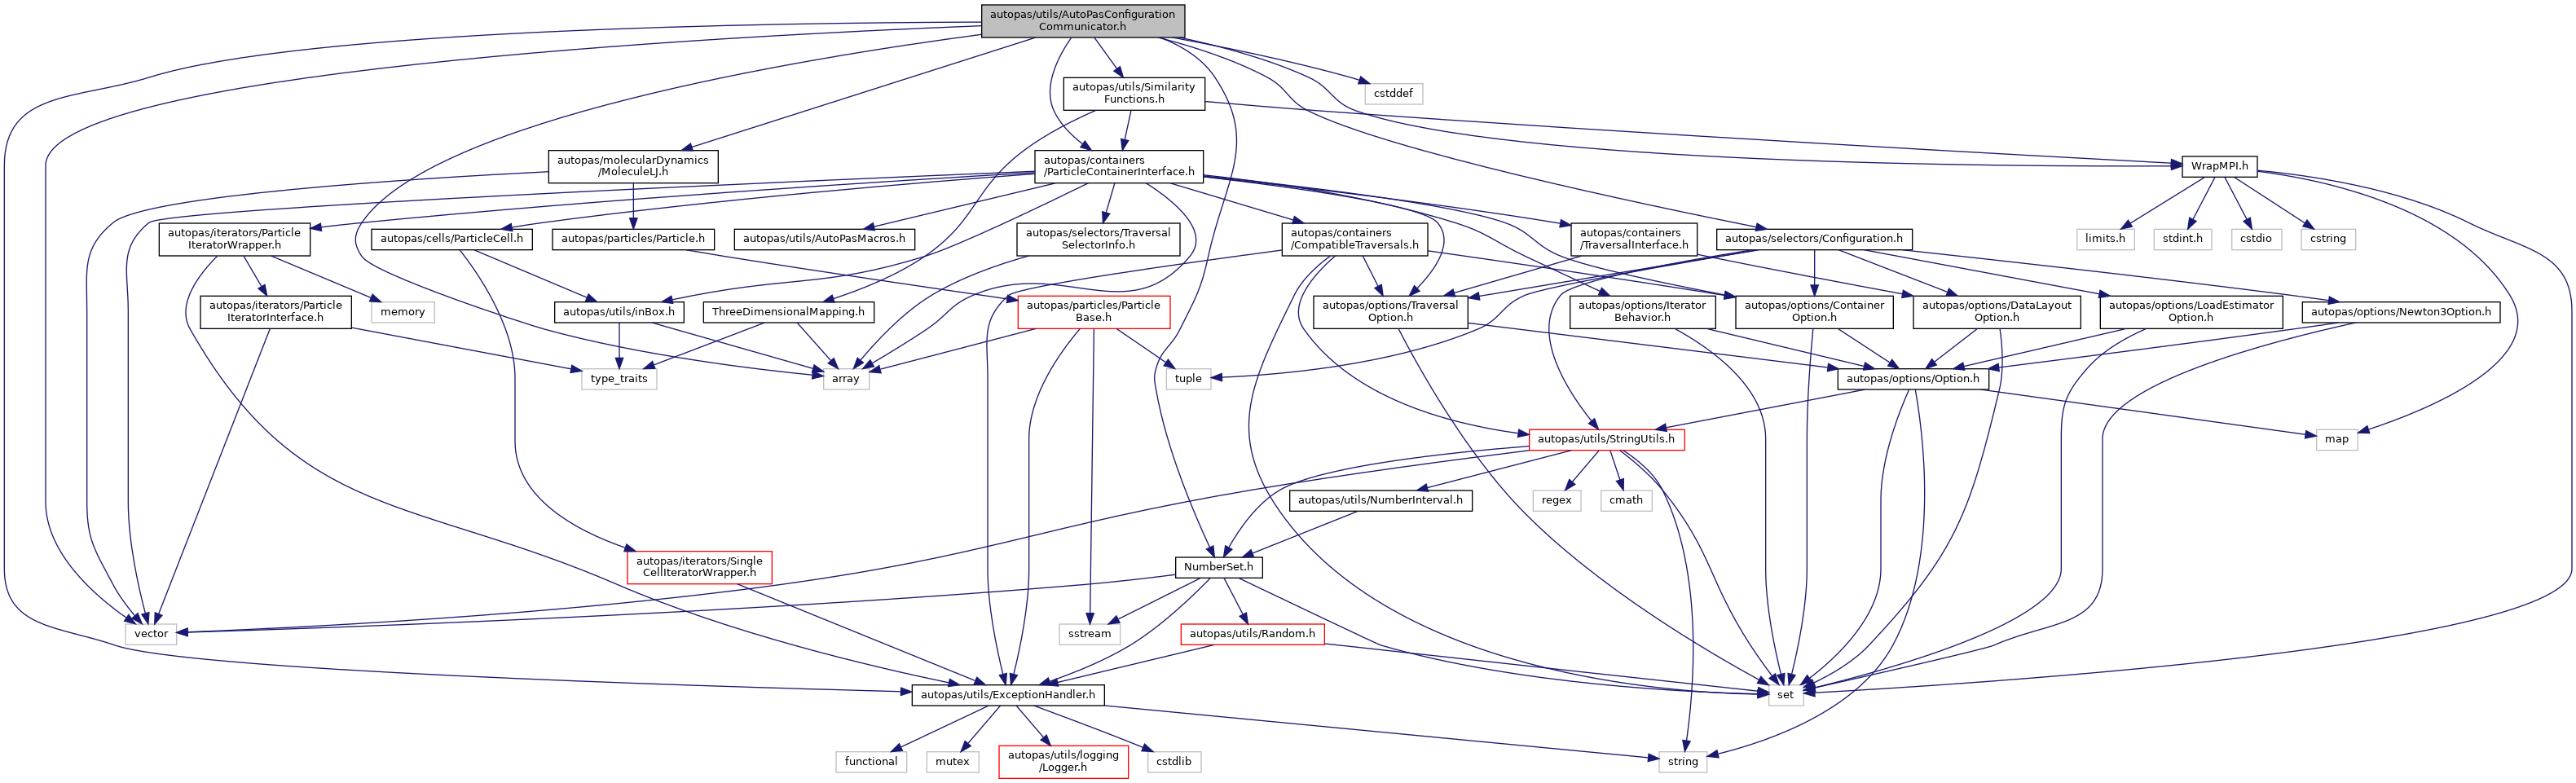 autopas/utils/AutoPasConfiguration
Communicator.h
autopas/utils/Similarity
Functions.h
cstddef
autopas/molecularDynamics
/MoleculeLJ.h
autopas/containers
/ParticleContainerInterface.h
WrapMPI.h
autopas/iterators/Particle
IteratorWrapper.h
autopas/cells/ParticleCell.h
autopas/particles/Particle.h
autopas/utils/AutoPasMacros.h
autopas/selectors/Traversal
SelectorInfo.h
autopas/containers
/CompatibleTraversals.h
autopas/containers
/TraversalInterface.h
autopas/selectors/Configuration.h
limits.h
stdint.h
cstdio
cstring
autopas/iterators/Particle
IteratorInterface.h
memory
autopas/utils/inBox.h
ThreeDimensionalMapping.h
autopas/particles/Particle
Base.h
autopas/options/Traversal
Option.h
autopas/options/Iterator
Behavior.h
autopas/options/Container
Option.h
autopas/options/DataLayout
Option.h
autopas/options/LoadEstimator
Option.h
autopas/options/Newton3Option.h
type_traits
array
tuple
autopas/options/Option.h
autopas/utils/StringUtils.h
map
autopas/utils/NumberInterval.h
regex
cmath
autopas/iterators/Single
CellIteratorWrapper.h
NumberSet.h
vector
sstream
autopas/utils/Random.h
autopas/utils/ExceptionHandler.h
set
functional
mutex
autopas/utils/logging
/Logger.h
cstdlib
string